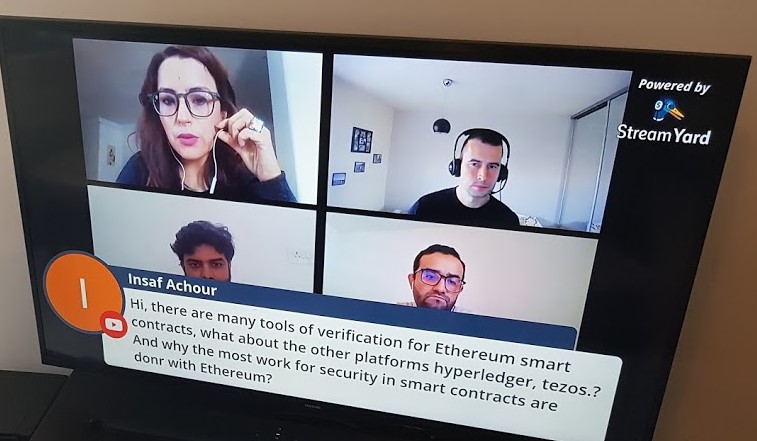 Powered by
StreamYard
I
Insaf Achour
Hi, there are many tools of verification for Ethereum smart
contracts, what about the other platforms hyperledger, tezos.?
And why the most work for security in smart contracts are
donr with Ethereum?